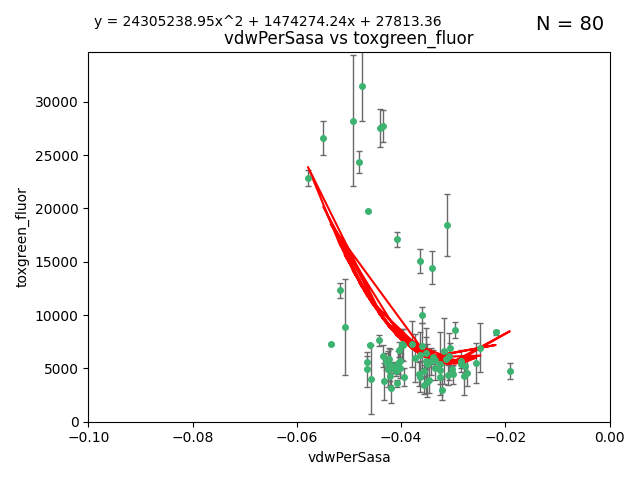 y = 24305238.95x^2 + 1474274.24x + 27813.36
N = 80
vdwPerSasa vs toxgreen_fluor
toxgreen_fluor
30000
25000
20000
15000
10000
5000
0
−0.10
−0.08
−0.06
−0.04
−0.02
0.00
vdwPerSasa